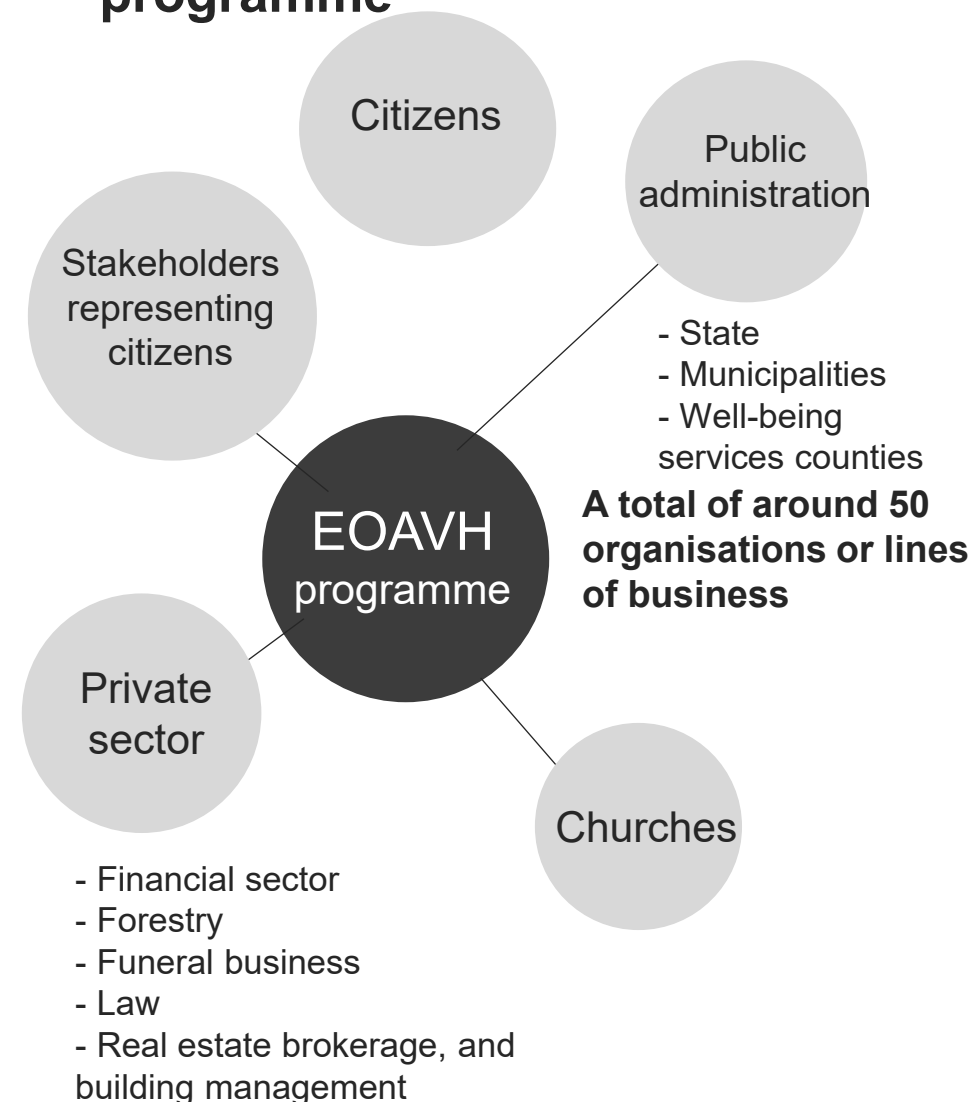 programme
Citizens
Public
administration
Stakeholders
representing
citizens
- State
- Municipalities
- Well-being
services counties
A total of around 50
organisations or lines
of business
EOAVH
programme
Private
sector
Churches
- Financial sector
- Forestry
- Funeral business
- Law
- Real estate brokerage, and
building management